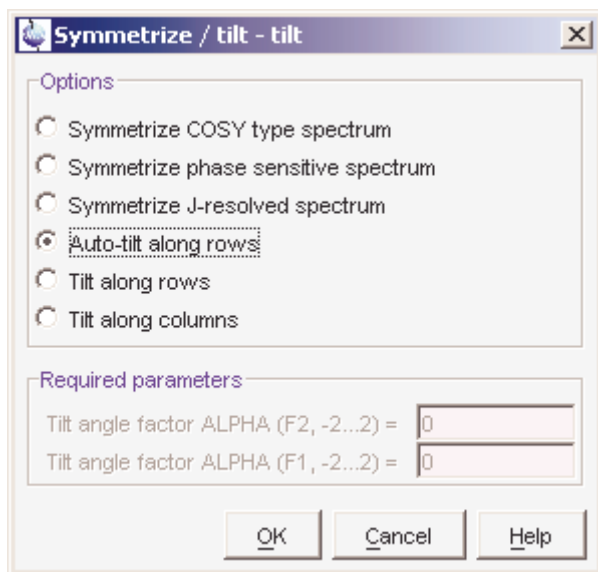 Symmetrize / tilt - tilt
Options
Symmetrize COSY type spectrum
Symmetrize phase sensitive spectrum
Symmetrize J-resolved spectrum
Auto-tilt along rows
Tilt along rows
Tilt along columns
Required parameters
Tilt angle factor ALPHA (F2, -2...2) = 0
Tilt angle factor ALPHA (F1, -2...2) = 0
OK Cancel Help